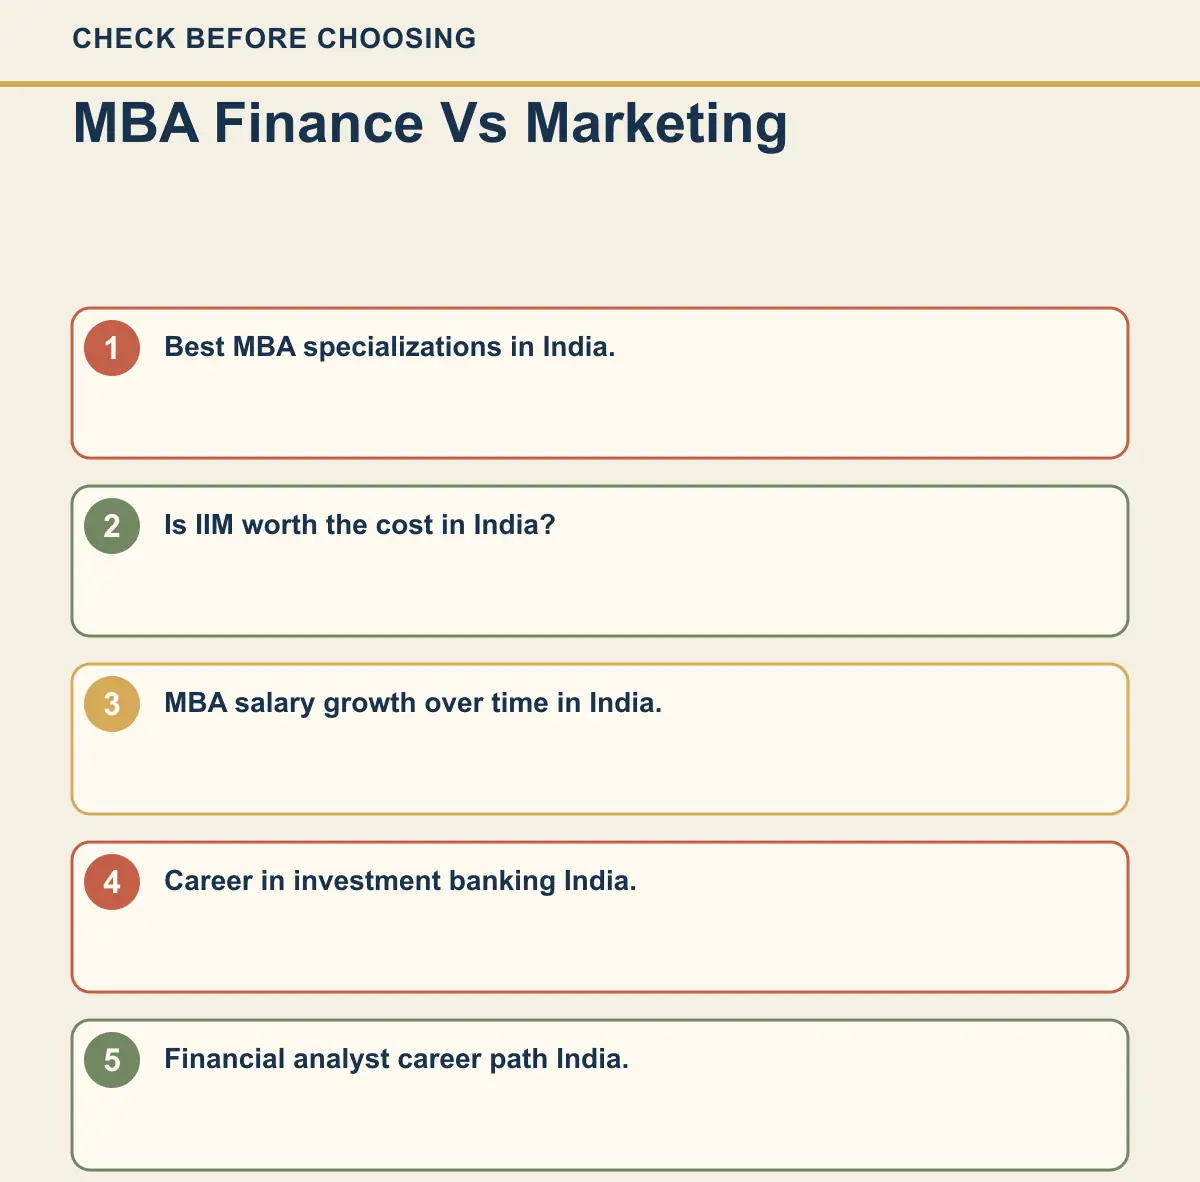 CHECK BEFORE CHOOSING
MBA Finance Vs Marketing
1 Best MBA specializations in India.
2 Is IIM worth the cost in India?
3 MBA salary growth over time in India.
4 Career in investment banking India.
5 Financial analyst career path India.